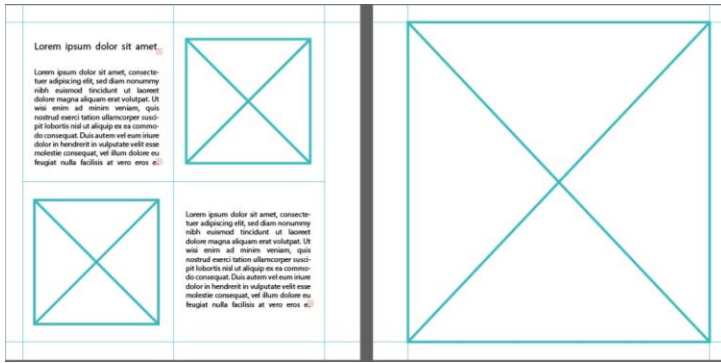 Lorem ipsum dolor sit amet
Lorem ipsum dolor sit amet, consecte-
tuer adipiscing elit, sed diam nonummy
nibh euismod tincidunt ut laoreet
dolore magna aliquam erat volutpat. Ut
wisi enim ad minim veniam, quis
nostrud exerci tation ullamcorper susci-
pit lobortis nisl ut aliquip ex ea commo-
do consequat. Duis autem vel eum iriure
dolor in hendrerit in vulputate velit esse
molestie consequat, vel illum dolore eu
feugiat nulla facilisis at vero eros e
Lorem ipsum dolor sit amet, consecte-
tuer adipiscing elit, sed diam nonummy
nibh euismod tincidunt ut laoreet
dolore magna aliquam erat volutpat. Ut
wisi enim ad minim veniam, quis
nostrud exerci tation ullamcorper susci-
pit lobortis nisl ut aliquip ex ea commo-
do consequat. Duis autem vel eum iriure
dolor in hendrerit in vulputate velit esse
molestie consequat, vel illum dolore eu
feugiat nulla facilisis at vero eros e